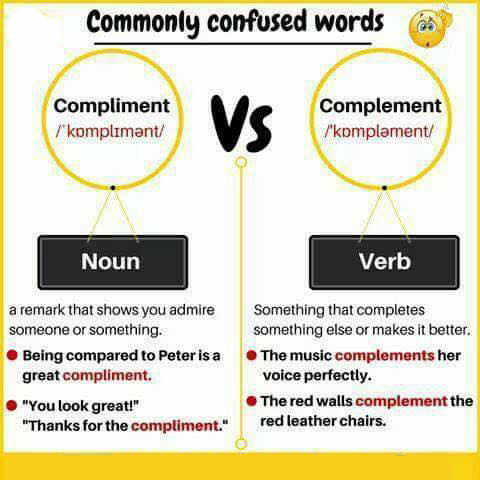 Commonly confused words
Compliment
/ˈkɒmplɪmənt/
Vs
Complement
/'kɒmpləmənt/
Noun
a remark that shows you admire
someone or something.
Being compared to Peter is a
great compliment.
"You look great!"
"Thanks for the compliment."
Verb
Something that completes
something else or makes it better.
The music complements her
voice perfectly.
The red walls complement the
red leather chairs.